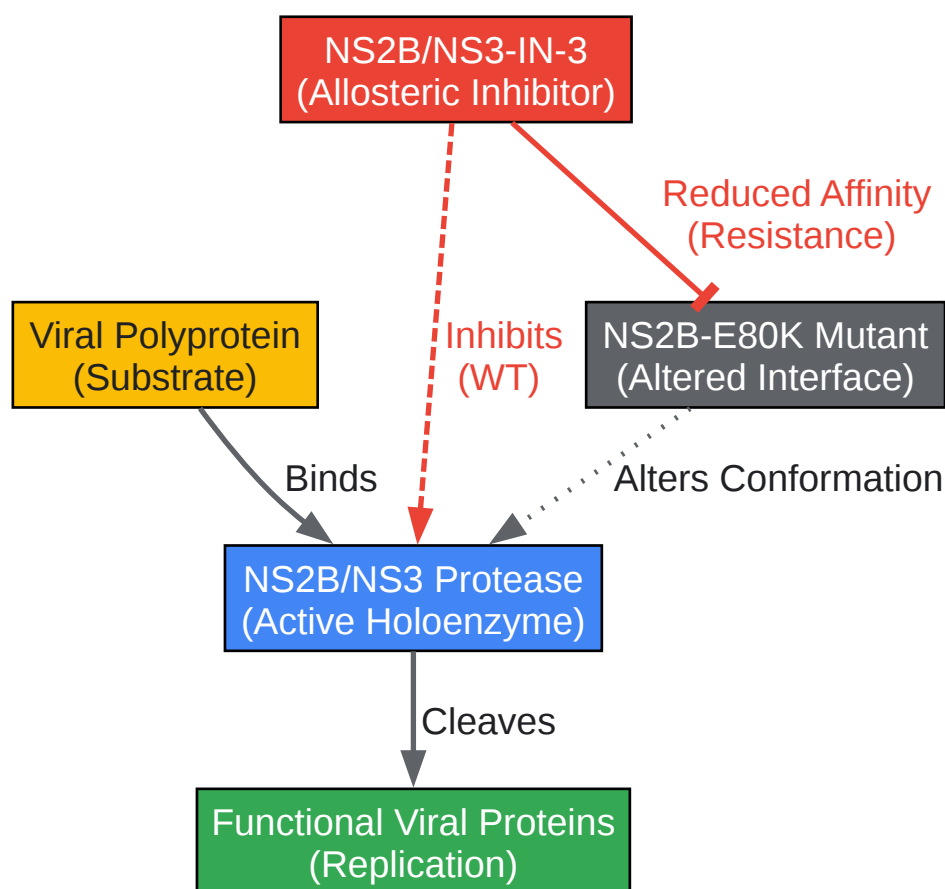 NS2B/NS3-IN-3
(Allosteric Inhibitor)
Reduced Affinity
(Resistance)
Viral Polyprotein
(Substrate)
Inhibits
(WT)
NS2B-E80K Mutant
(Altered Interface)
Binds
Alters Conformation
NS2B/NS3 Protease
(Active Holoenzyme)
Cleaves
Functional Viral Proteins
(Replication)